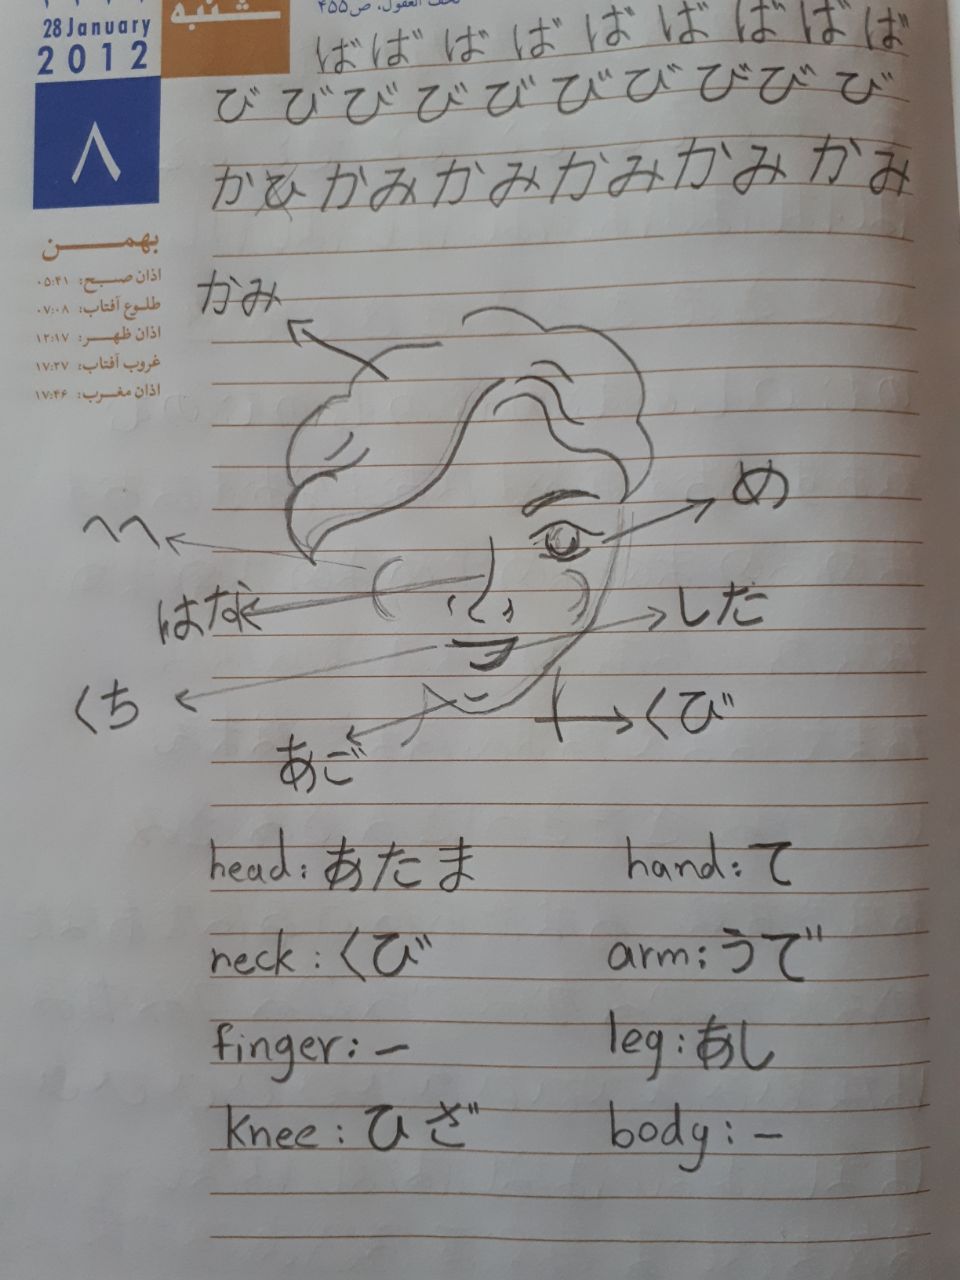 28 January
2012
شنبه
تحف العقول، ص۴۵۵
۸
بهمن
اذان صبح: ۰۵:۴۱
طلوع آفتاب: ۰۷:۰۸
اذان ظهر: ۱۲:۱۷
غروب آفتاب: ۱۷:۲۷
اذان مغرب: ۱۷:۴۶
ば ば ば ば ば ば ば ば ば
び び び び び び び び び び
か かみ かみ かみ かみ かみ
かみ
め
へへ
はな
した
くち
くび
あご
head: あたま hand: て
neck: くび arm: うで
finger: – leg: あし
knee: ひざ body: –